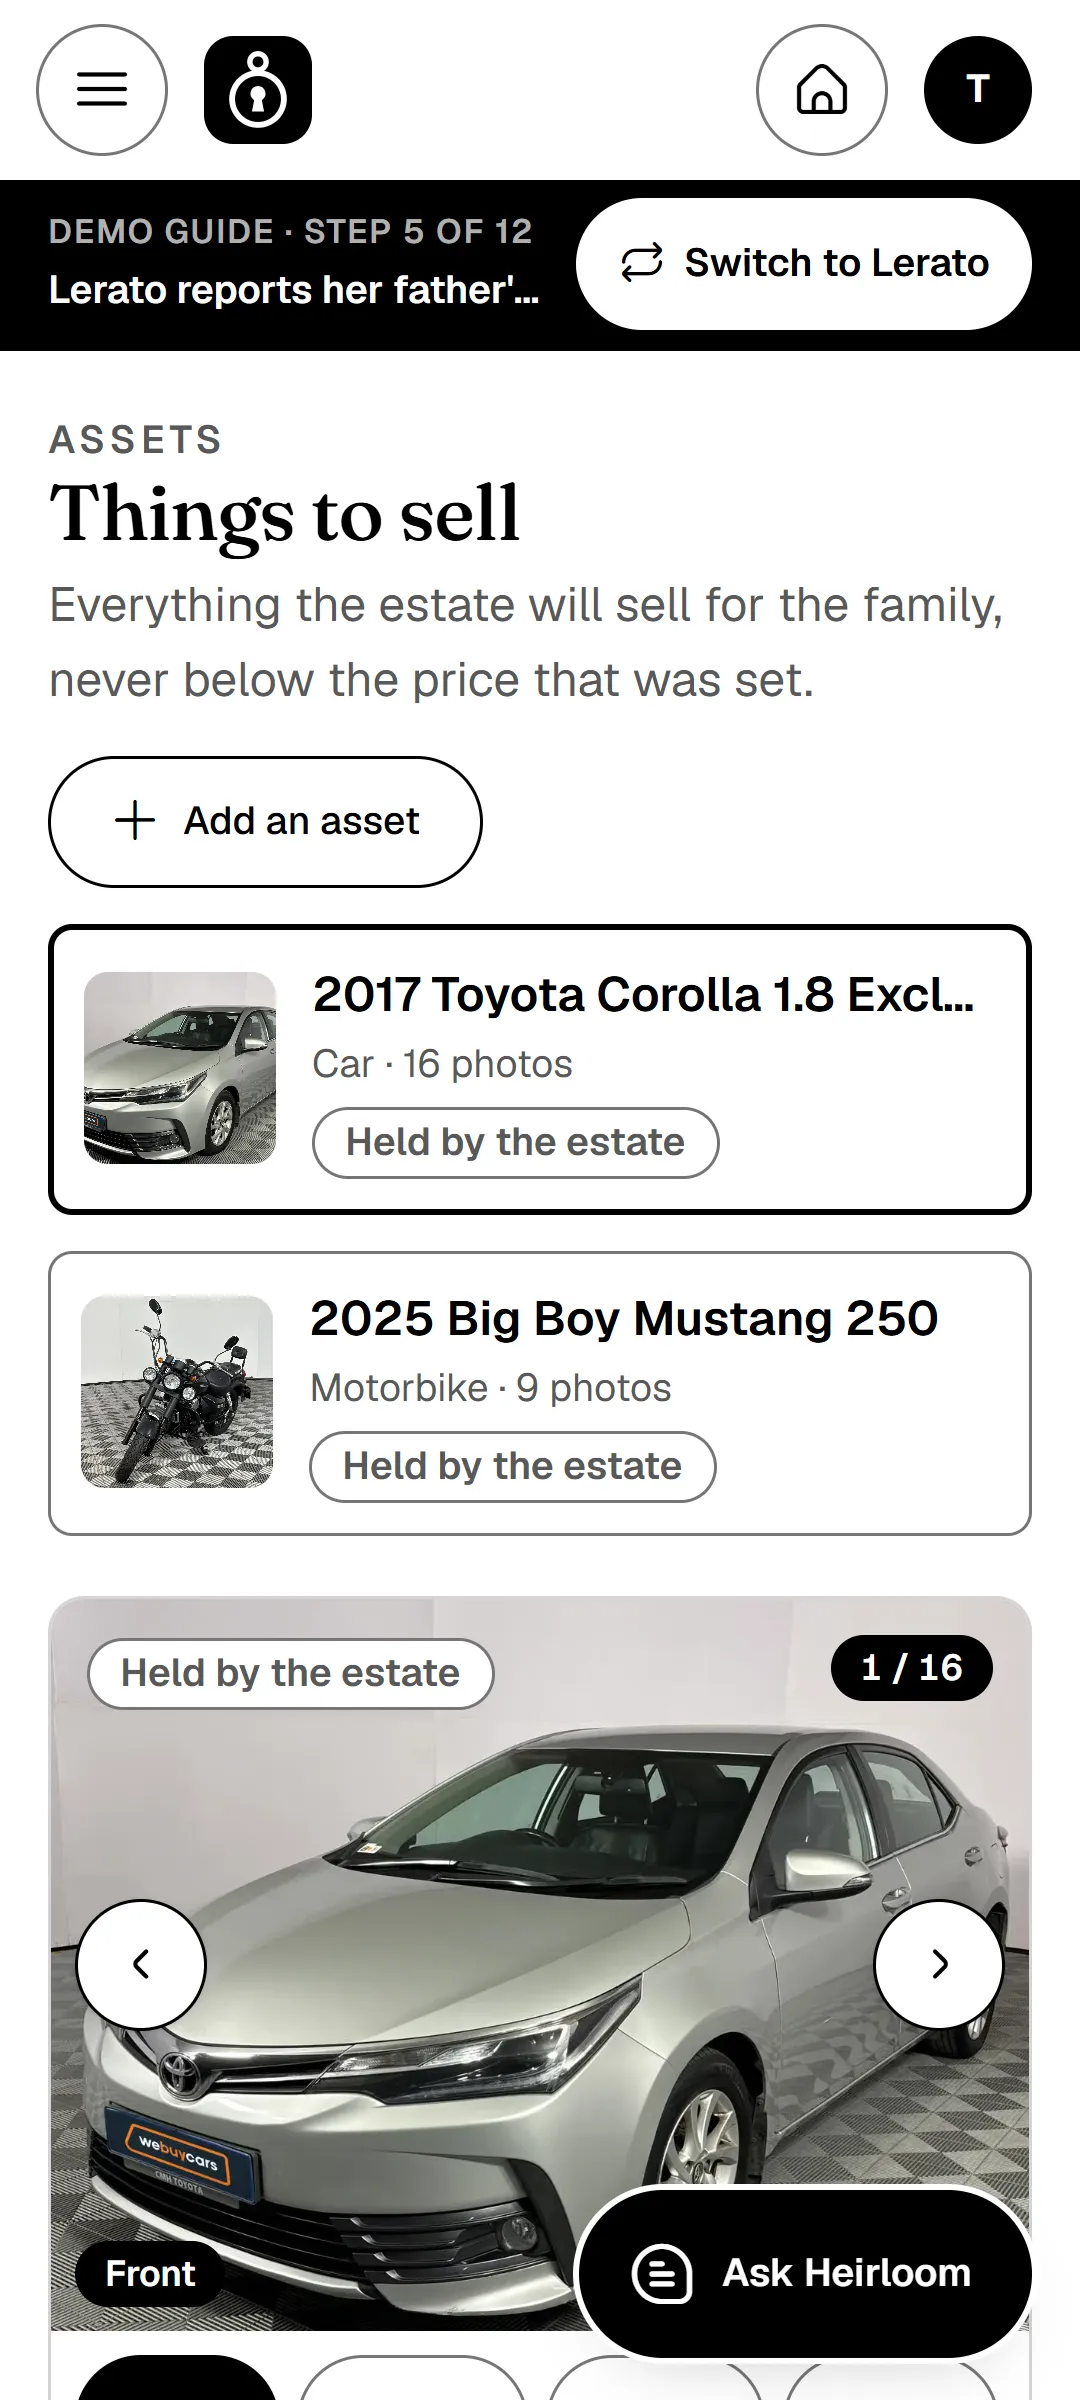 T
DEMO GUIDE · STEP 5 OF 12
Lerato reports her father'...
Switch to Lerato
ASSETS
Things to sell
Everything the estate will sell for the family,
never below the price that was set.
Add an asset
2017 Toyota Corolla 1.8 Excl...
Car · 16 photos
Held by the estate
2025 Big Boy Mustang 250
Motorbike · 9 photos
Held by the estate
Held by the estate
1 / 16
webuycars
CMH TOYOTA
Front
Ask Heirloom